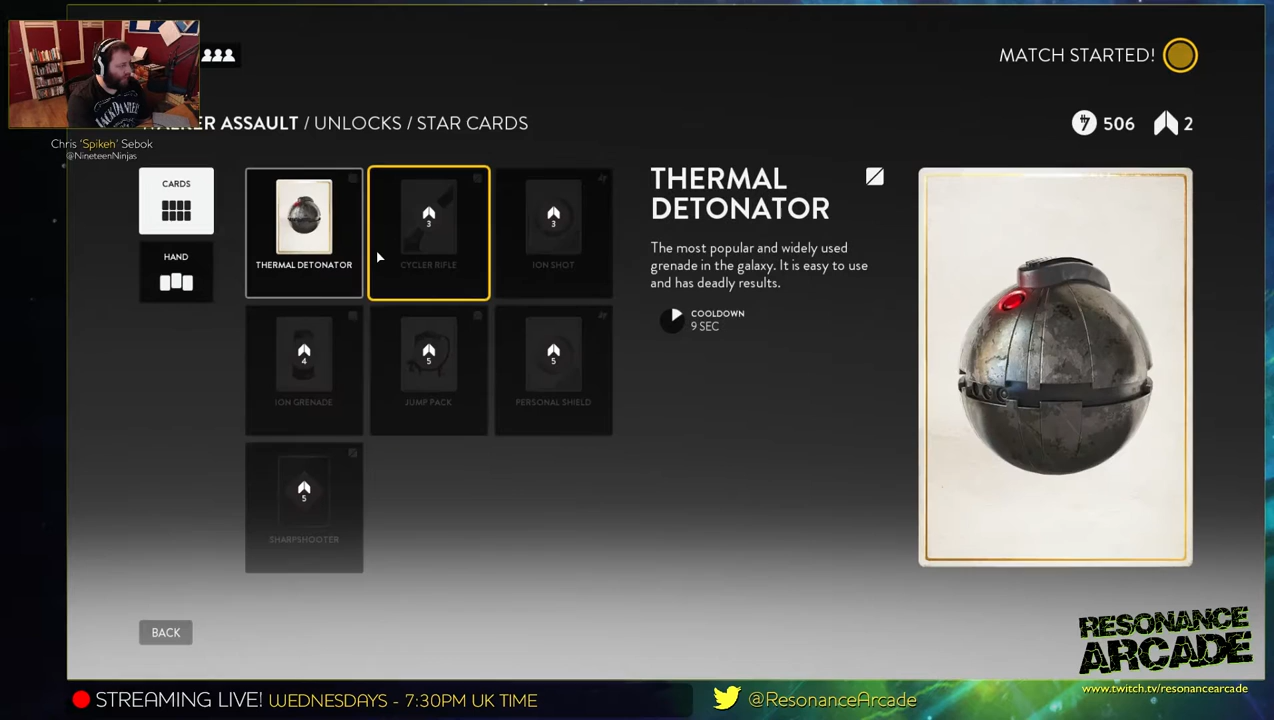 MATCH STARTED!
WALKER ASSAULT / UNLOCKS / STAR CARDS
506
2
Chris 'Spikeh' Sebok
@NineteenNinjas
CARDS
HAND
THERMAL DETONATOR
3
CYCLER RIFLE
3
ION SHOT
4
ION GRENADE
5
JUMP PACK
5
PERSONAL SHIELD
5
SHARPSHOOTER
THERMAL
DETONATOR
The most popular and widely used
grenade in the galaxy. It is easy to use
and has deadly results.
COOLDOWN
9 SEC
BACK
RESONANCE
ARCADE
www.twitch.tv/resonancearcade
STREAMING LIVE! WEDNESDAYS - 7:30PM UK TIME
@ResonanceArcade